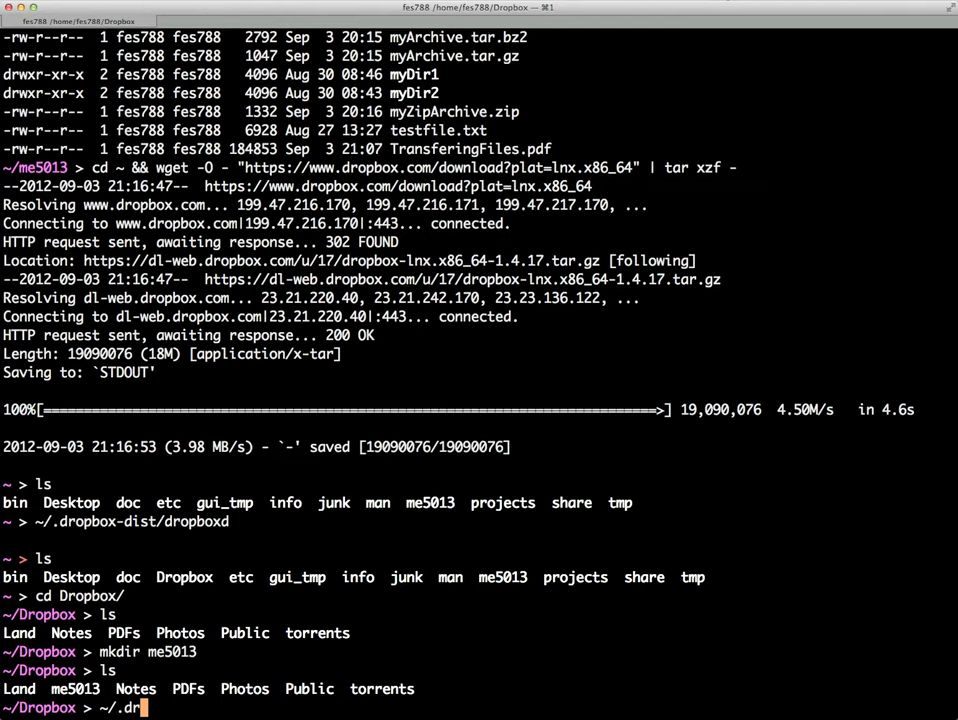 fes788 /home/fes788/Dropbox — ⌘1
fes788 /home/fes788/Dropbox
-rw-r--r-- 1 fes788 fes788 2792 Sep 3 20:15 myArchive.tar.bz2
-rw-r--r-- 1 fes788 fes788 1047 Sep 3 20:15 myArchive.tar.gz
drwxr-xr-x 2 fes788 fes788 4096 Aug 30 08:46 myDir1
drwxr-xr-x 2 fes788 fes788 4096 Aug 30 08:43 myDir2
-rw-r--r-- 1 fes788 fes788 1332 Sep 3 20:16 myZipArchive.zip
-rw-r--r-- 1 fes788 fes788 6928 Aug 27 13:27 testfile.txt
-rw-r--r-- 1 fes788 fes788 184853 Sep 3 21:07 TransferingFiles.pdf
~/me5013 > cd ~ && wget -O - "https://www.dropbox.com/download?plat=lnx.x86_64" | tar xzf -
--2012-09-03 21:16:47-- https://www.dropbox.com/download?plat=lnx.x86_64
Resolving www.dropbox.com... 199.47.216.170, 199.47.216.171, 199.47.217.170, ...
Connecting to www.dropbox.com|199.47.216.170|:443... connected.
HTTP request sent, awaiting response... 302 FOUND
Location: https://dl-web.dropbox.com/u/17/dropbox-lnx.x86_64-1.4.17.tar.gz [following]
--2012-09-03 21:16:47-- https://dl-web.dropbox.com/u/17/dropbox-lnx.x86_64-1.4.17.tar.gz
Resolving dl-web.dropbox.com... 23.21.220.40, 23.21.242.170, 23.23.136.122, ...
Connecting to dl-web.dropbox.com|23.21.220.40|:443... connected.
HTTP request sent, awaiting response... 200 OK
Length: 19090076 (18M) [application/x-tar]
Saving to: `STDOUT'
100%[=============================================================================>] 19,090,076 4.50M/s in 4.6s
2012-09-03 21:16:53 (3.98 MB/s) - `-' saved [19090076/19090076]
~ > ls
bin Desktop doc etc gui_tmp info junk man me5013 projects share tmp
~ > ~/.dropbox-dist/dropboxd
~ > ls
bin Desktop doc Dropbox etc gui_tmp info junk man me5013 projects share tmp
~ > cd Dropbox/
~/Dropbox > ls
Land Notes PDFs Photos Public torrents
~/Dropbox > mkdir me5013
~/Dropbox > ls
Land me5013 Notes PDFs Photos Public torrents
~/Dropbox > ~/.dr